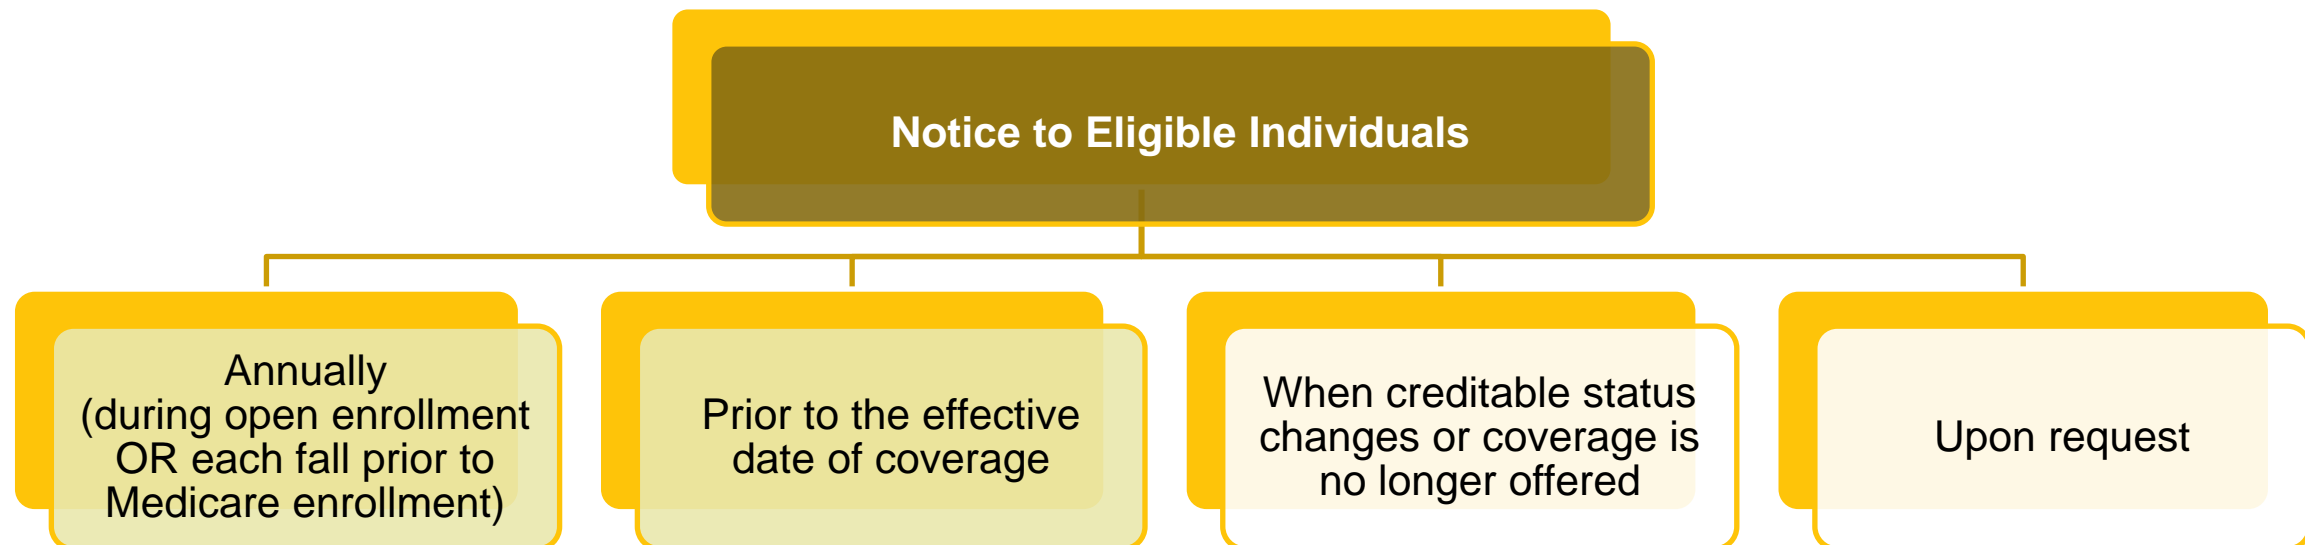 Notice to Eligible Individuals
Annually
(during open enrollment
OR each fall prior to
Medicare enrollment)
Prior to the effective
date of coverage
When creditable status
changes or coverage is
no longer offered
Upon request